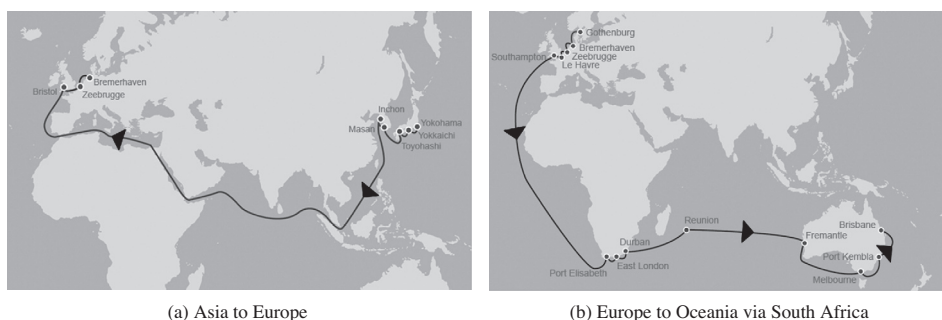 Bremerhaven
Bristol
Zeebrugge
Inchon
Masan
Yokohama
Yokkaichi
Toyohashi
(a) Asia to Europe
Gothenburg
Bremerhaven
Southampton
Zeebrugge
Le Havre
Reunion
Durban
East London
Port Elisabeth
Brisbane
Fremantle
Port Kembla
Melbourne
(b) Europe to Oceania via South Africa